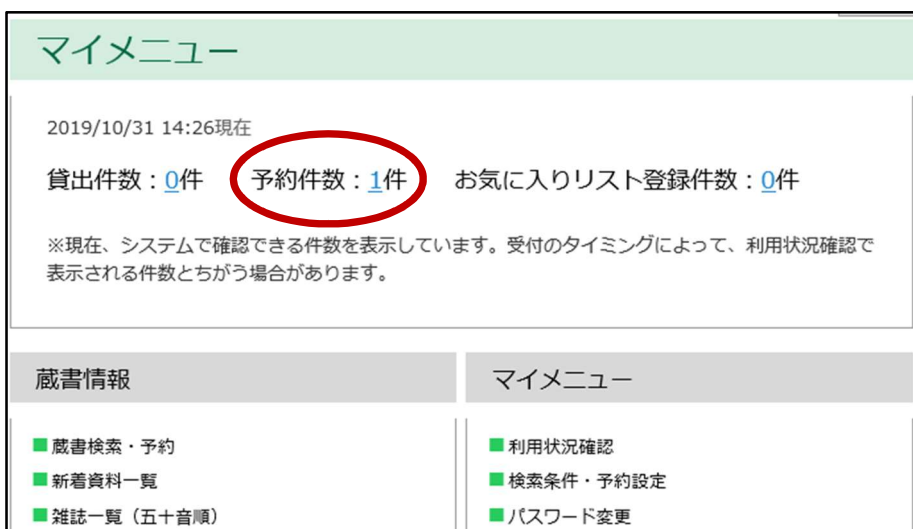 マイメニュー
2019/10/31 14:26現在
貸出件数：0件　予約件数：1件　お気に入りリスト登録件数：0件
※現在、システムで確認できる件数を表示しています。受付のタイミングによって、利用状況確認で
表示される件数とちがう場合があります。
蔵書情報
■蔵書検索・予約
■新着資料一覧
■雑誌一覧（五十音順）
マイメニュー
■利用状況確認
■検索条件・予約設定
■パスワード変更